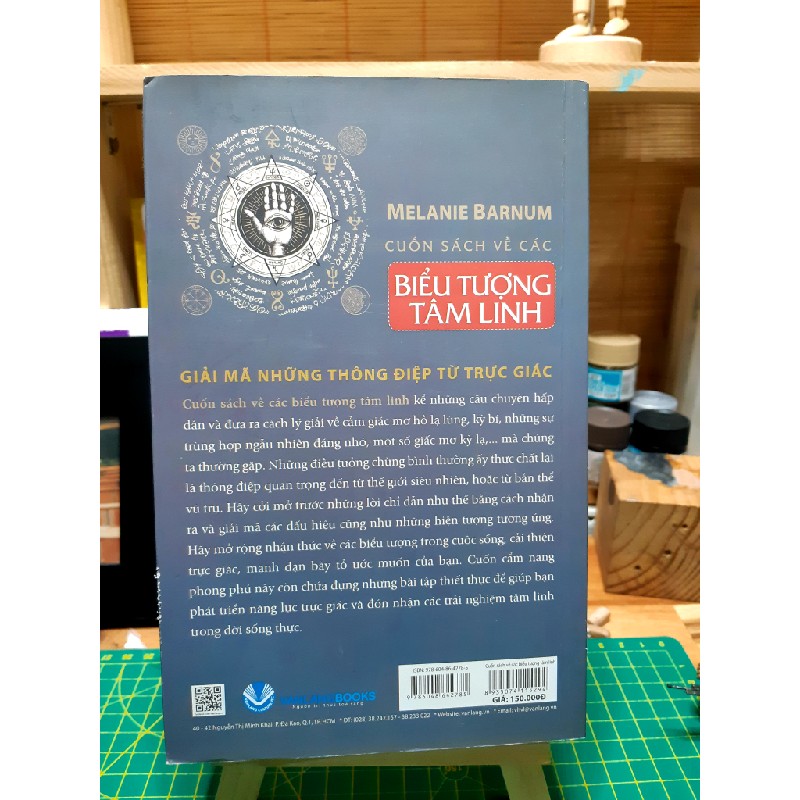 MELANIE BARNUM
CUỐN SÁCH VỀ CÁC
BIỂU TƯỢNG
TÂM LINH
GIẢI MÃ NHỮNG THÔNG ĐIỆP TỪ TRỰC GIÁC
Cuốn sách về các biểu tượng tâm linh kể những câu chuyện hấp
dẫn và đưa ra cách lý giải về cảm giác mơ hồ lạ lùng, kỳ bí, những sự
trùng hợp ngẫu nhiên đáng nhớ, một số giấc mơ kỳ lạ,... mà chúng
ta thường gặp. Những điều tưởng chừng bình thường ấy thực chất lại
là thông điệp quan trọng đến từ thế giới siêu nhiên, hoặc từ bản thể
vũ trụ. Hãy cởi mở trước những lời chỉ dẫn như thế bằng cách nhận
ra và giải mã các dấu hiệu cũng như những hiện tượng tương ứng.
Hãy mở rộng nhận thức về các biểu tượng trong cuộc sống, cải thiện
trực giác, mạnh dạn bày tỏ ước muốn của bạn. Cuốn cẩm nang
phong phú này còn chứa đựng những bài tập thiết thực để giúp bạn
phát triển năng lực trực giác và đón nhận các trải nghiệm tâm linh
trong đời sống thực.
BOOKS
GIÁ: 150.000Đ